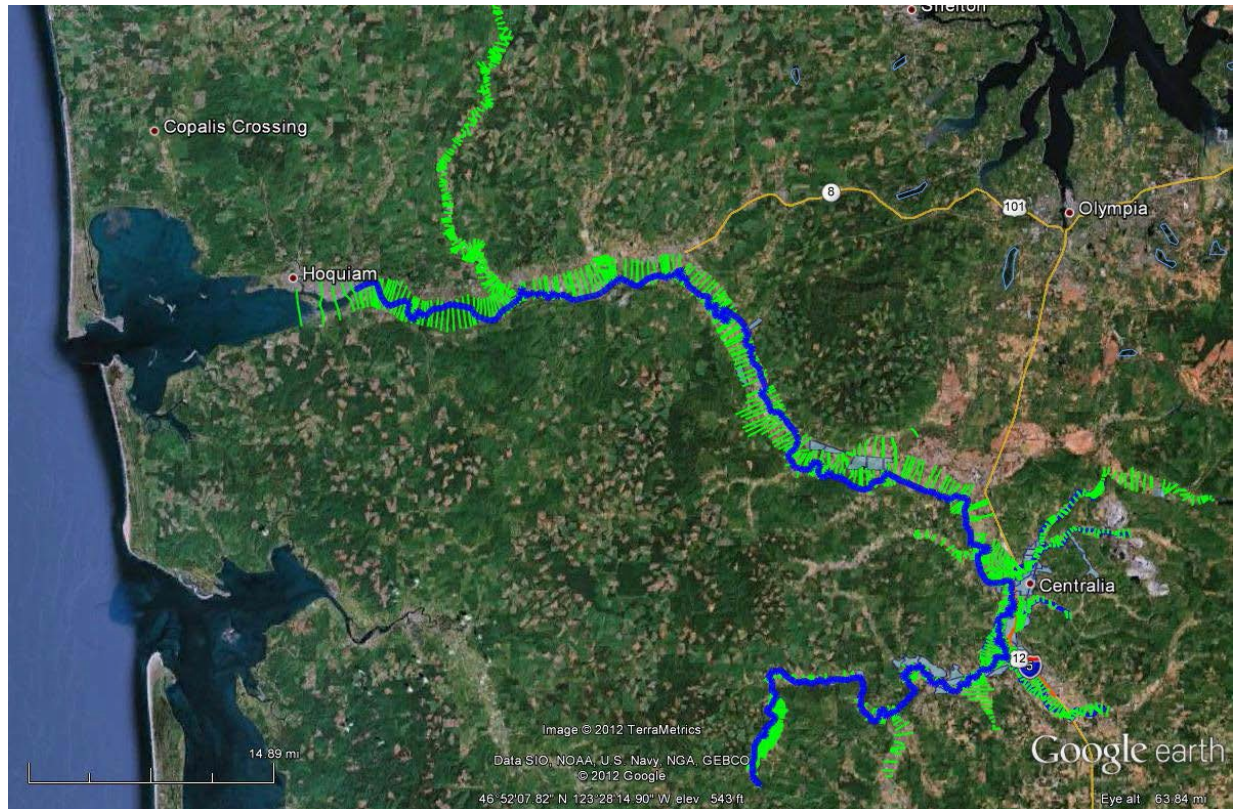 Shelton
Copalis Crossing
8
101
Olympia
Hoquiam
Centralia
12
5
Image © 2012 TerraMetrics
14.89 mi
Data SIO, NOAA, U.S. Navy, NGA, GEBCO
© 2012 Google
Google earth
46°52'07.82" N 123°28'14.90" W elev 543 ft
Eye alt 63.84 mi